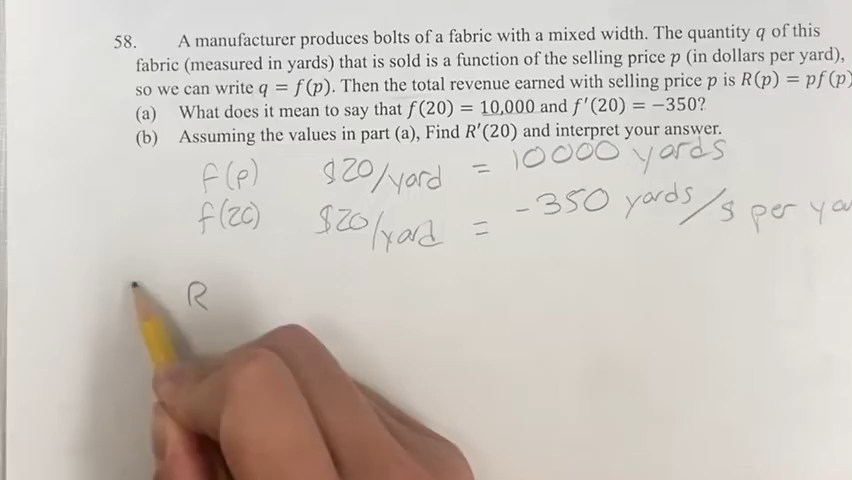 58. A manufacturer produces bolts of a fabric with a mixed width. The quantity q of this
fabric (measured in yards) that is sold is a function of the selling price p (in dollars per yard),
so we can write q = f(p). Then the total revenue earned with selling price p is R(p) = pf(p)
(a) What does it mean to say that f(20) = 10,000 and f'(20) = −350?
(b) Assuming the values in part (a), Find R'(20) and interpret your answer.
f(p) $20/yard = 10000 yards
f(20) $20/yard = -350 yards/$ per
R